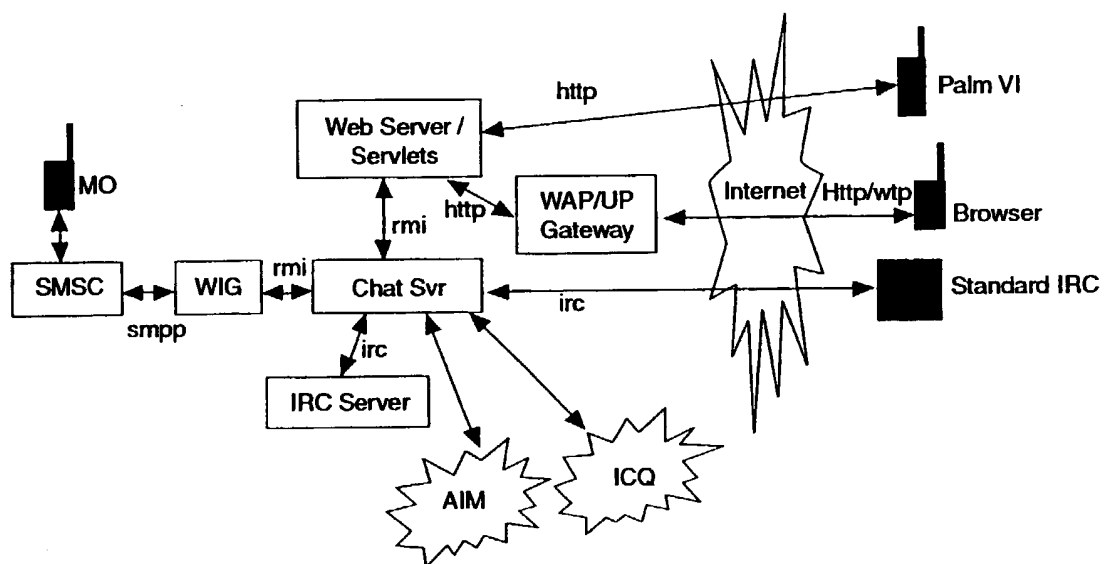 http
Palm VI
Web Server /
Servlets
MO
Internet
Http/wtp
http
WAP/UP
Gateway
Browser
rmi
rmi
SMSC
WIG
Chat Svr
Standard IRC
irc
smpp
irc
IRC Server
ICQ
AIM